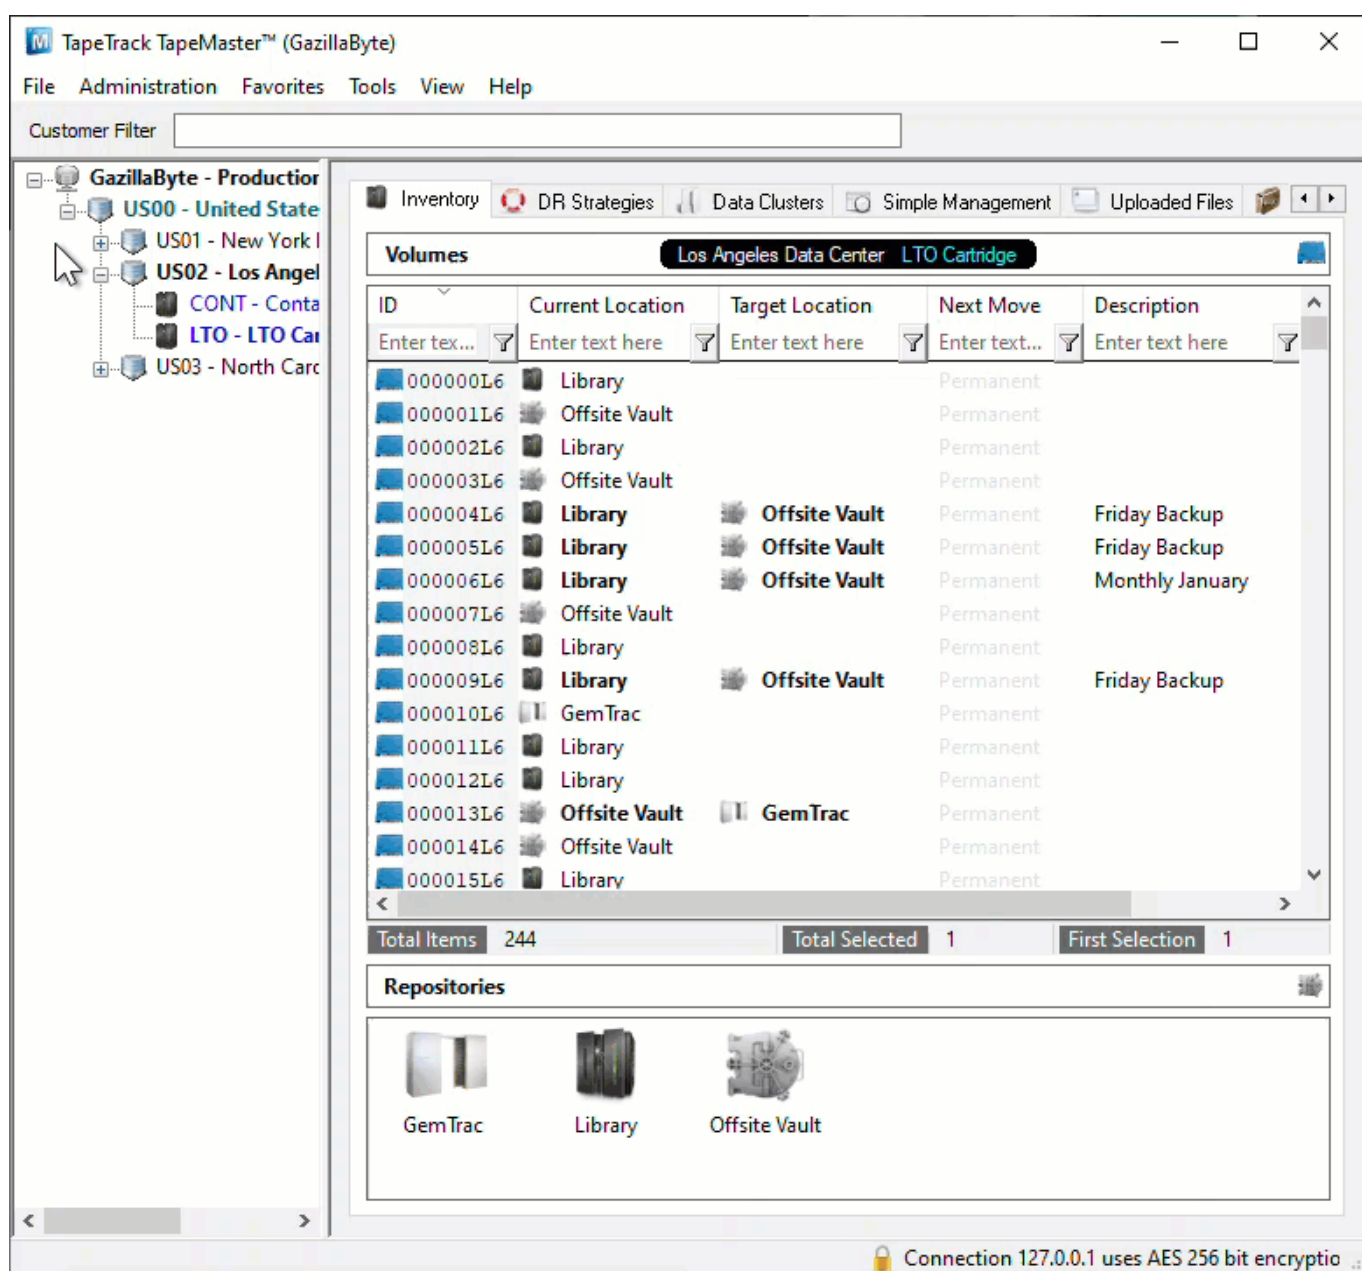 TapeTrack TapeMaster™ (GazillaByte)
File Administration Favorites Tools View Help
Customer Filter
GazillaByte - Production
US00 - United State
US01 - New York
US02 - Los Angel
CONT - Conta
LTO - LTO Car
US03 - North Carc
Inventory DR Strategies Data Clusters Simple Management Uploaded Files
Volumes Los Angeles Data Center LTO Cartridge
ID Current Location Target Location Next Move Description
Enter tex... Enter text here Enter text here Enter text... Enter text here
000000L6 Library Permanent
000001L6 Offsite Vault Permanent
000002L6 Library Permanent
000003L6 Offsite Vault Permanent
000004L6 Library Offsite Vault Permanent Friday Backup
000005L6 Library Offsite Vault Permanent Friday Backup
000006L6 Library Offsite Vault Permanent Monthly January
000007L6 Offsite Vault Permanent
000008L6 Library Permanent
000009L6 Library Offsite Vault Permanent Friday Backup
000010L6 GemTrac Permanent
000011L6 Library Permanent
000012L6 Library Permanent
000013L6 Offsite Vault GemTrac Permanent
000014L6 Offsite Vault Permanent
000015L6 Library Permanent
Total Items 244 Total Selected 1 First Selection 1
Repositories
GemTrac Library Offsite Vault
Connection 127.0.0.1 uses AES 256 bit encryptio